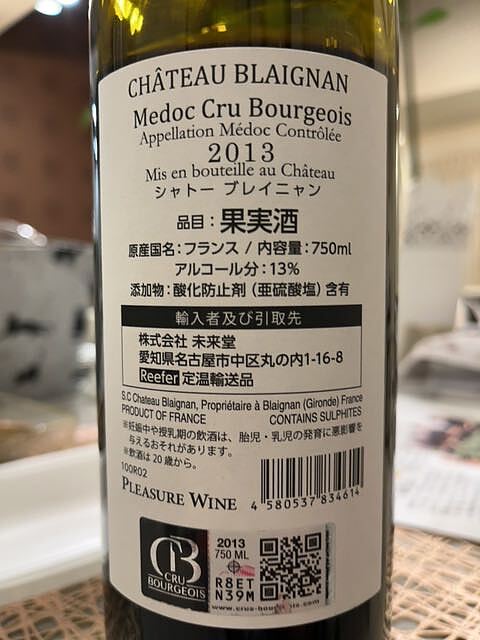 CHÂTEAU BLAIGNAN
Medoc Cru Bourgeois
Appellation Médoc Contrôlée
2013
Mis en bouteille au Château
シャトー ブレイニャン
品目：果実酒
原産国名：フランス / 内容量：750ml
アルコール分：13%
添加物：酸化防止剤（亜硫酸塩）含有
輸入者及び引取先
株式会社 未来堂
愛知県名古屋市中区丸の内1-16-8
Reefer 定温輸送品
S.C Chateau Blaignan, Propriétaire à Blaignan (Gironde) France
PRODUCT OF FRANCE CONTAINS SULPHITES
※妊娠中や授乳期の飲酒は、胎児・乳児の発育に悪影響を
与えるおそれがあります。
※飲酒は20歳から。
100R02
PLEASURE WINE
4 580537 834614
CB
CRU
BOURGEOIS
2013
750 ML
R8ET
N39M